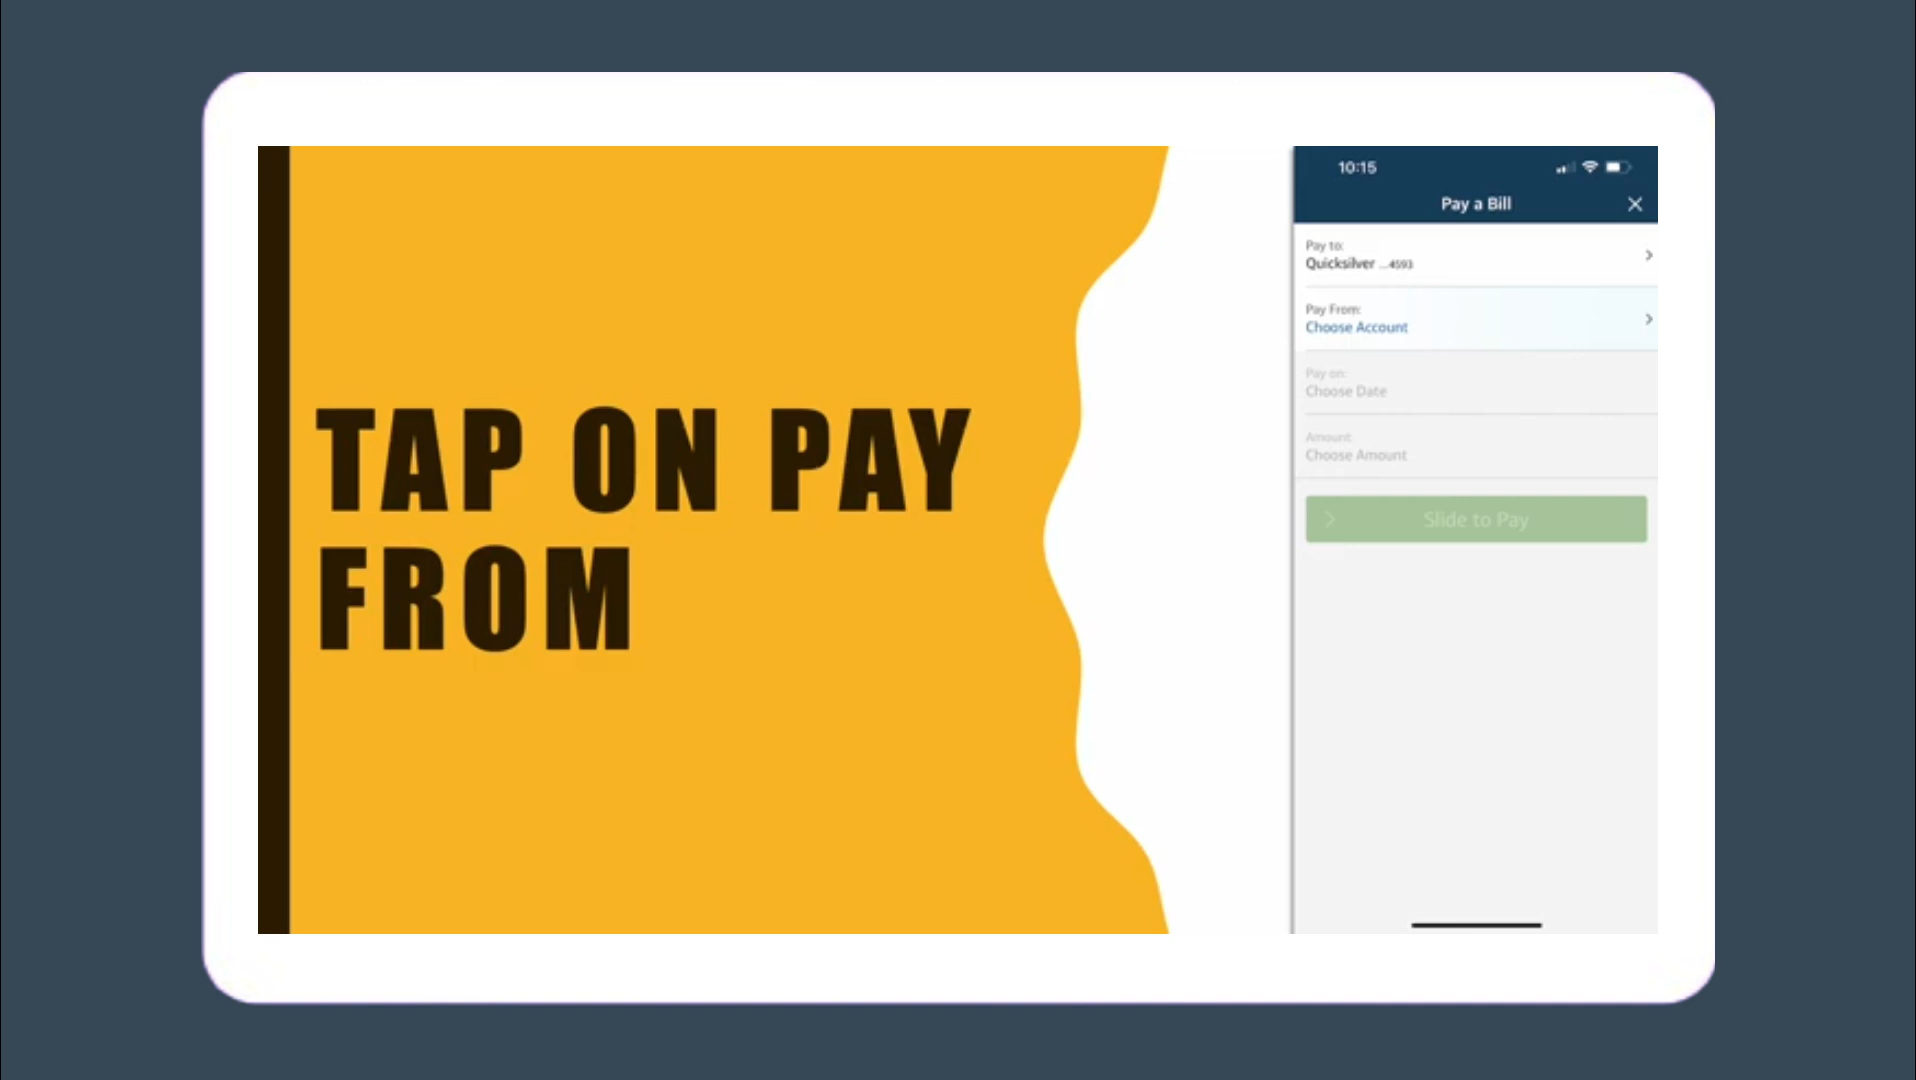 TAP ON PAY
FROM
10:15
Pay a Bill
Pay to:
Quicksilver ...4593
Pay From:
Choose Account
Pay on:
Choose Date
Amount:
Choose Amount
Slide to Pay